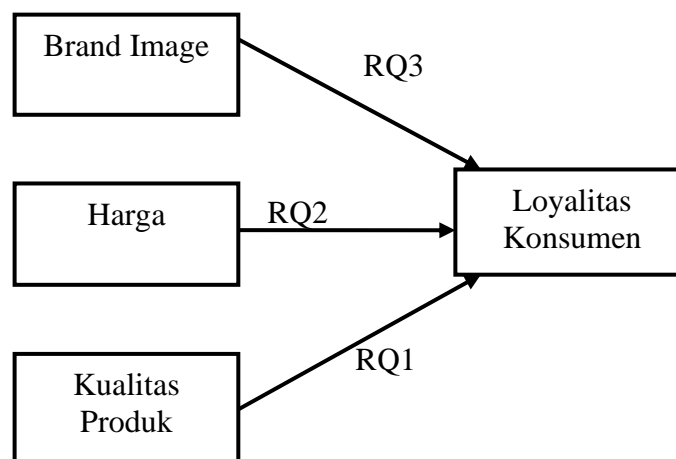 Brand Image
RQ3
Harga
RQ2
Loyalitas
Konsumen
RQ1
Kualitas
Produk